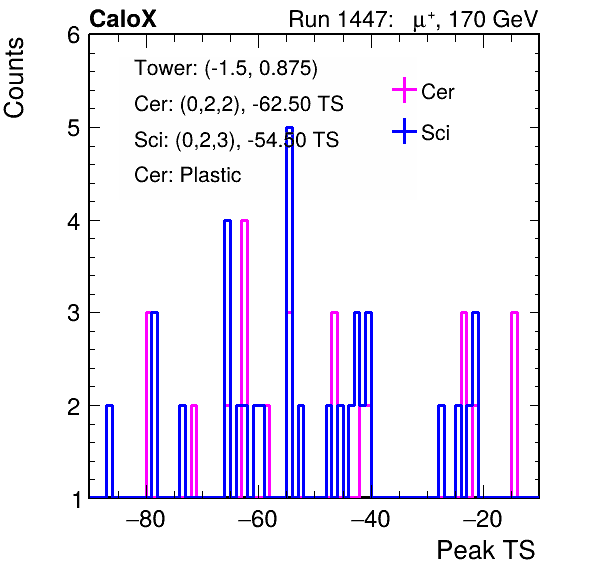 CaloX Run 1447: μ⁺, 170 GeV
Counts
6
5
4
3
2
1
Tower: (-1.5, 0.875)
Cer: (0,2,2), -62.50 TS
Sci: (0,2,3), -54.50 TS
Cer: Plastic
Cer
Sci
−80 −60 −40 −20
Peak TS